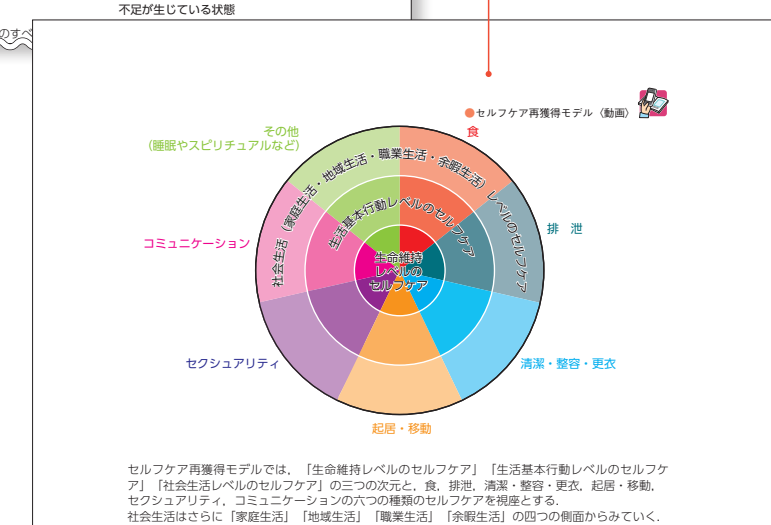 不足が生じている状態
のすべ
●セルフケア再獲得モデル〈動画〉
食
その他
（睡眠やスピリチュアルなど）
社会生活（家庭生活・地域生活・職業生活・余暇生活）レベルのセルフケア
生活基本行動レベルのセルフケア
排　泄
コミュニケーション
生命維持
レベルの
セルフケア
セクシュアリティ
清潔・整容・更衣
起居・移動
セルフケア再獲得モデルでは，「生命維持レベルのセルフケア」「生活基本行動レベルのセルフケ
ア」「社会生活レベルのセルフケア」の三つの次元と，食，排泄，清潔・整容・更衣，起居・移動，
セクシュアリティ，コミュニケーションの六つの種類のセルフケアを視座とする．
社会生活はさらに「家庭生活」「地域生活」「職業生活」「余暇生活」の四つの側面からみていく．